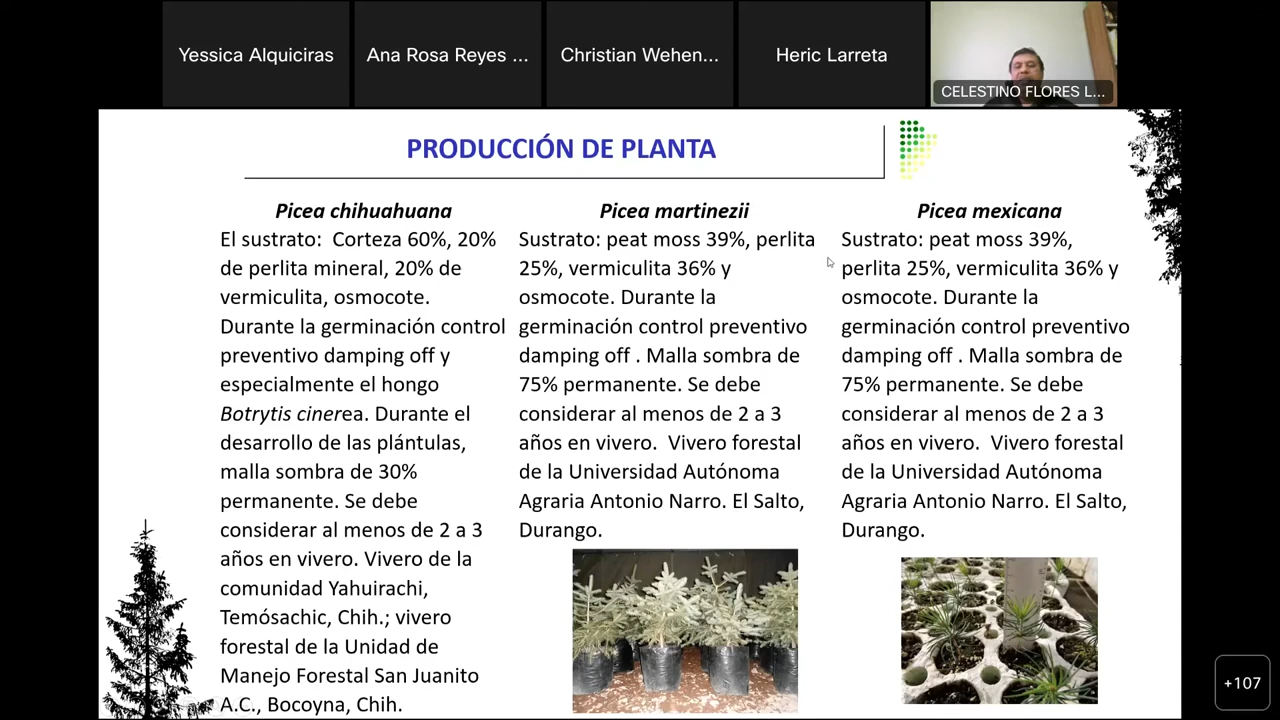 Yessica Alquiciras
Ana Rosa Reyes ...
Christian Wehen...
Heric Larreta
CELESTINO FLORES L...
PRODUCCIÓN DE PLANTA
Picea chihuahuana
El sustrato: Corteza 60%, 20%
de perlita mineral, 20% de
vermiculita, osmocote.
Durante la germinación control
preventivo damping off y
especialmente el hongo
Botrytis cinerea. Durante el
desarrollo de las plántulas,
malla sombra de 30%
permanente. Se debe
considerar al menos de 2 a 3
años en vivero. Vivero de la
comunidad Yahuirachi,
Temósachic, Chih.; vivero
forestal de la Unidad de
Manejo Forestal San Juanito
A.C., Bocoyna, Chih.
Picea martinezii
Sustrato: peat moss 39%, perlita
25%, vermiculita 36% y
osmocote. Durante la
germinación control preventivo
damping off . Malla sombra de
75% permanente. Se debe
considerar al menos de 2 a 3
años en vivero. Vivero forestal
de la Universidad Autónoma
Agraria Antonio Narro. El Salto,
Durango.
Picea mexicana
Sustrato: peat moss 39%,
perlita 25%, vermiculita 36% y
osmocote. Durante la
germinación control preventivo
damping off . Malla sombra de
75% permanente. Se debe
considerar al menos de 2 a 3
años en vivero. Vivero forestal
de la Universidad Autónoma
Agraria Antonio Narro. El Salto,
Durango.
+107